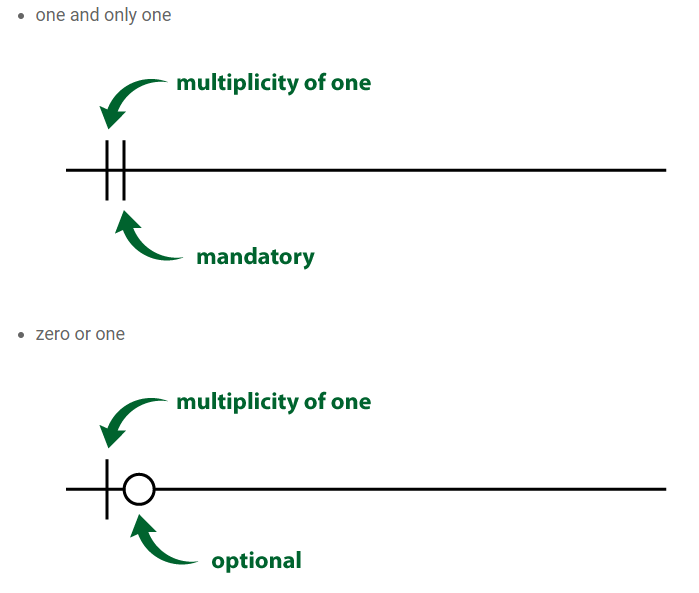 one and only one
multiplicity of one
mandatory
zero or one
multiplicity of one
optional